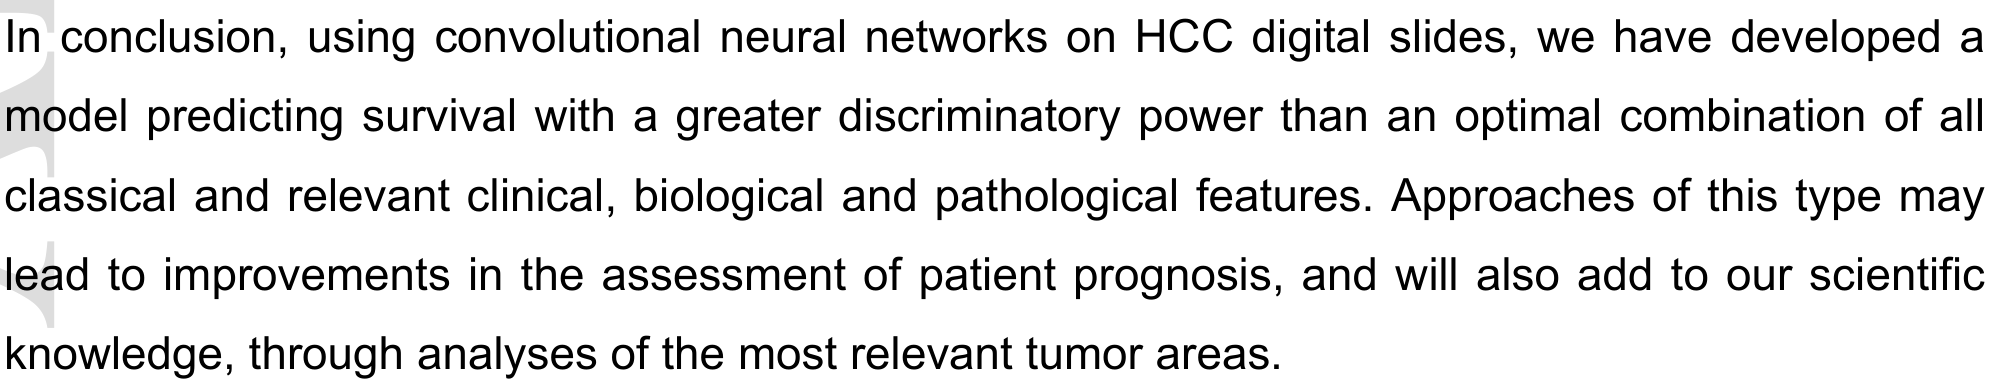 In conclusion, using convolutional neural networks on HCC digital slides, we have developed a
model predicting survival with a greater discriminatory power than an optimal combination of all
classical and relevant clinical, biological and pathological features. Approaches of this type may
lead to improvements in the assessment of patient prognosis, and will also add to our scientific
knowledge, through analyses of the most relevant tumor areas.